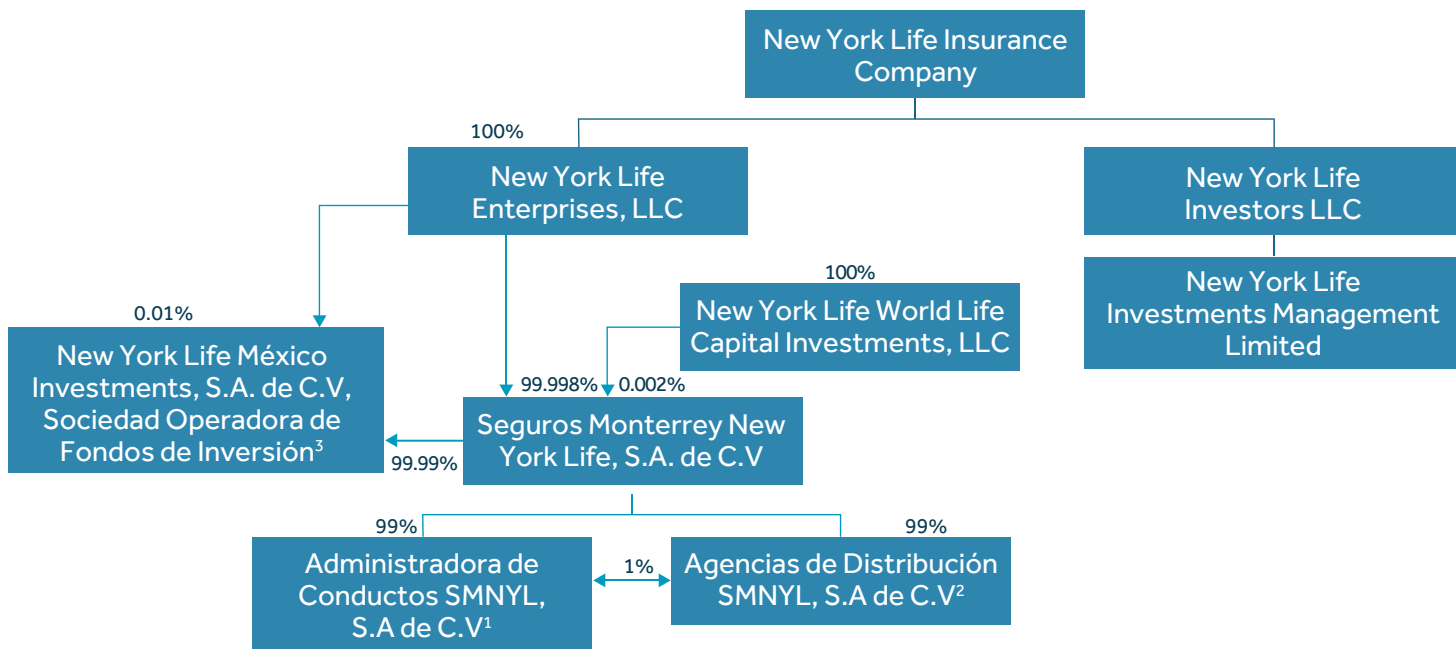 New York Life Insurance
Company
100%
New York Life
Enterprises, LLC
New York Life
Investors LLC
100%
New York Life World Life
Capital Investments, LLC
New York Life
Investments Management
Limited
0.01%
New York Life México
Investments, S.A. de C.V,
Sociedad Operadora de
Fondos de Inversión³
99.998% 0.002%
Seguros Monterrey New
York Life, S.A. de C.V
99.99%
99%
Administradora de
Conductos SMNYL,
S.A de C.V¹
1%
99%
Agencias de Distribución
SMNYL, S.A de C.V²